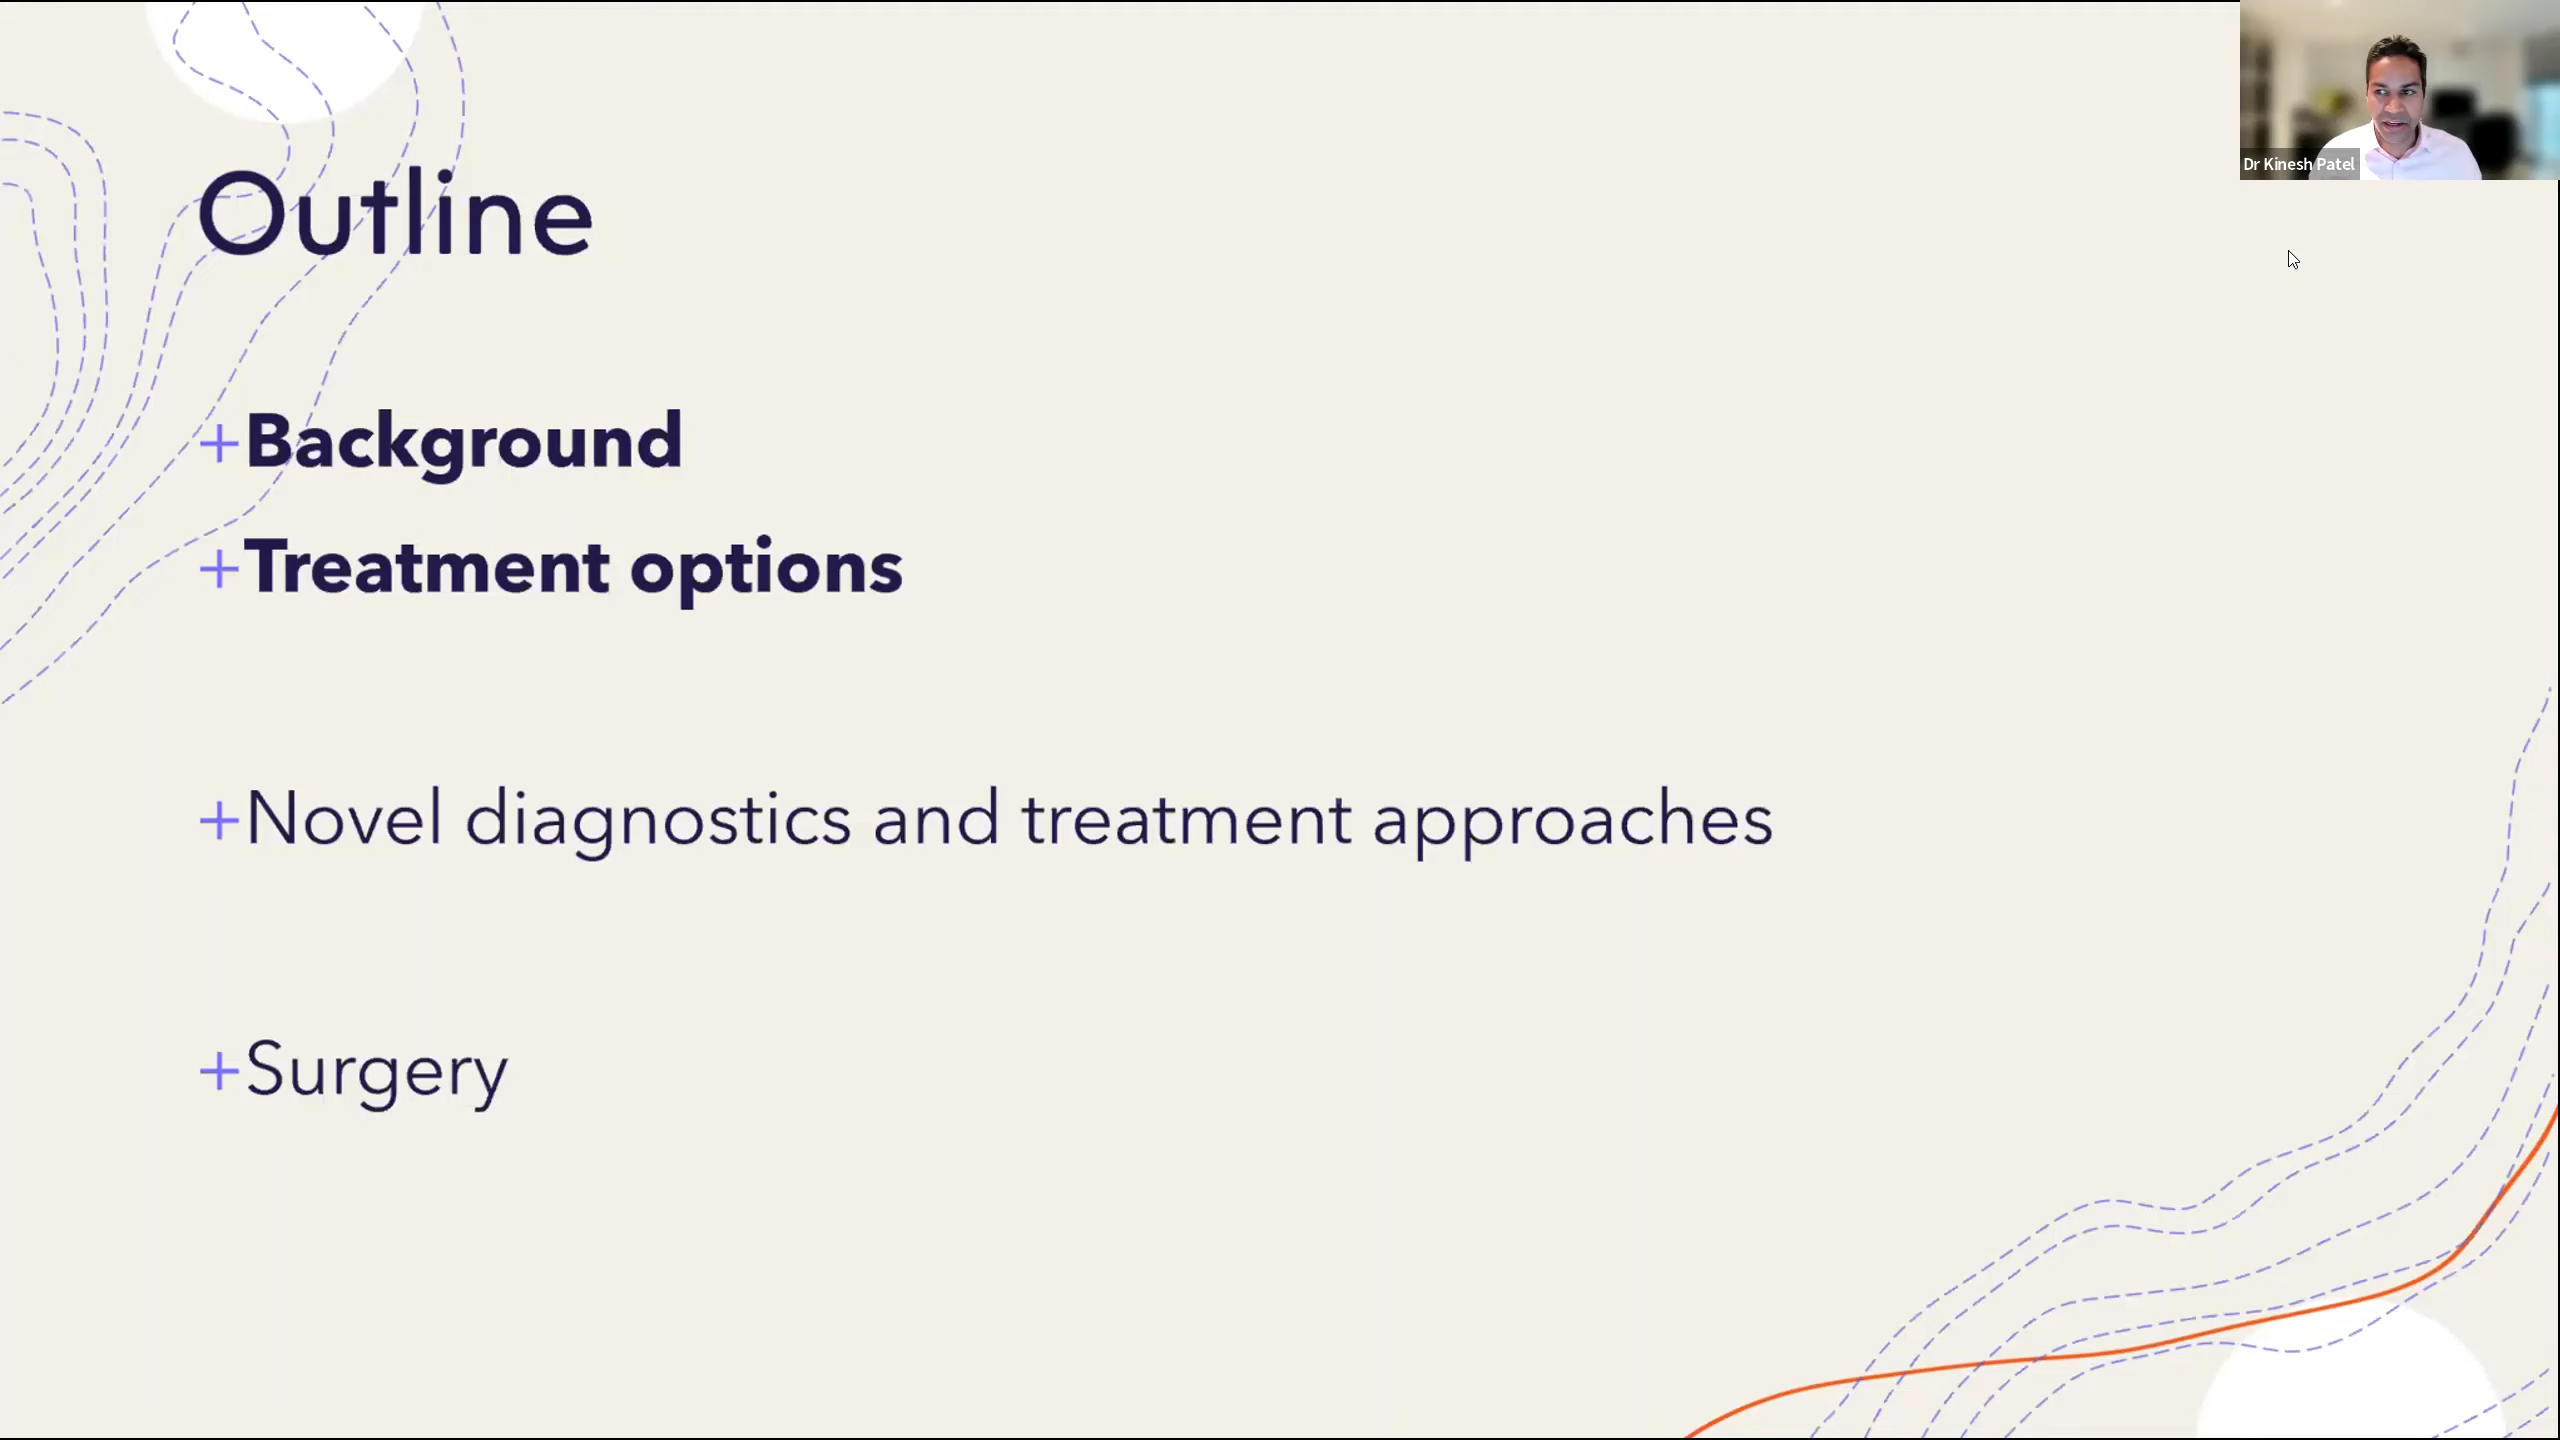 Dr Kinesh Patel
Outline
+Background
+Treatment options
+Novel diagnostics and treatment approaches
+Surgery